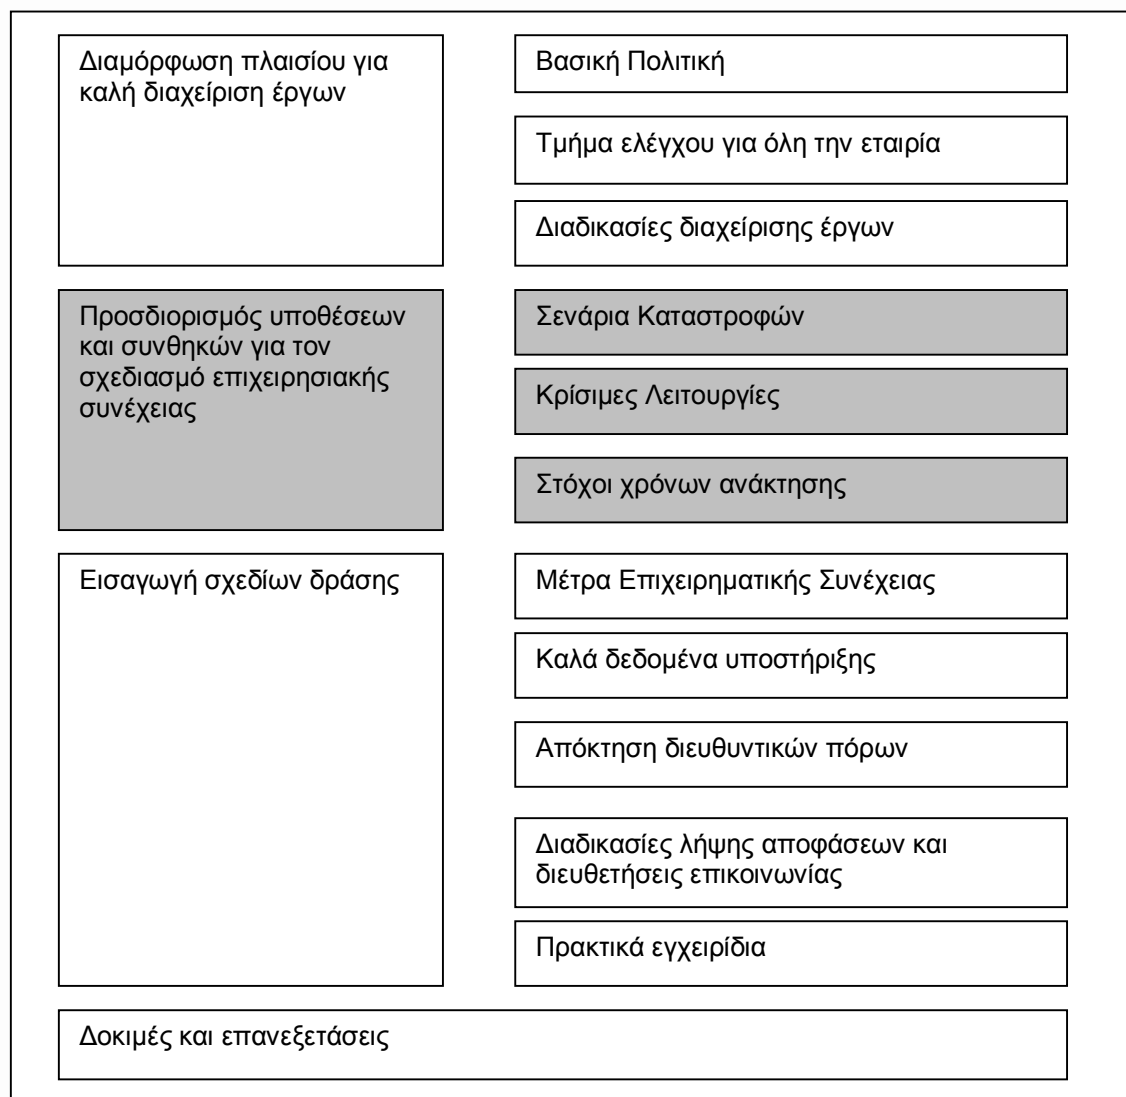 Διαμόρφωση πλαισίου για
καλή διαχείριση έργων
Βασική Πολιτική
Τμήμα ελέγχου για όλη την εταιρία
Διαδικασίες διαχείρισης έργων
Προσδιορισμός υποθέσεων
και συνθηκών για τον
σχεδιασμό επιχειρησιακής
συνέχειας
Σενάρια Καταστροφών
Κρίσιμες Λειτουργίες
Στόχοι χρόνων ανάκτησης
Εισαγωγή σχεδίων δράσης
Μέτρα Επιχειρηματικής Συνέχειας
Καλά δεδομένα υποστήριξης
Απόκτηση διευθυντικών πόρων
Διαδικασίες λήψης αποφάσεων και
διευθετήσεις επικοινωνίας
Πρακτικά εγχειρίδια
Δοκιμές και επανεξετάσεις